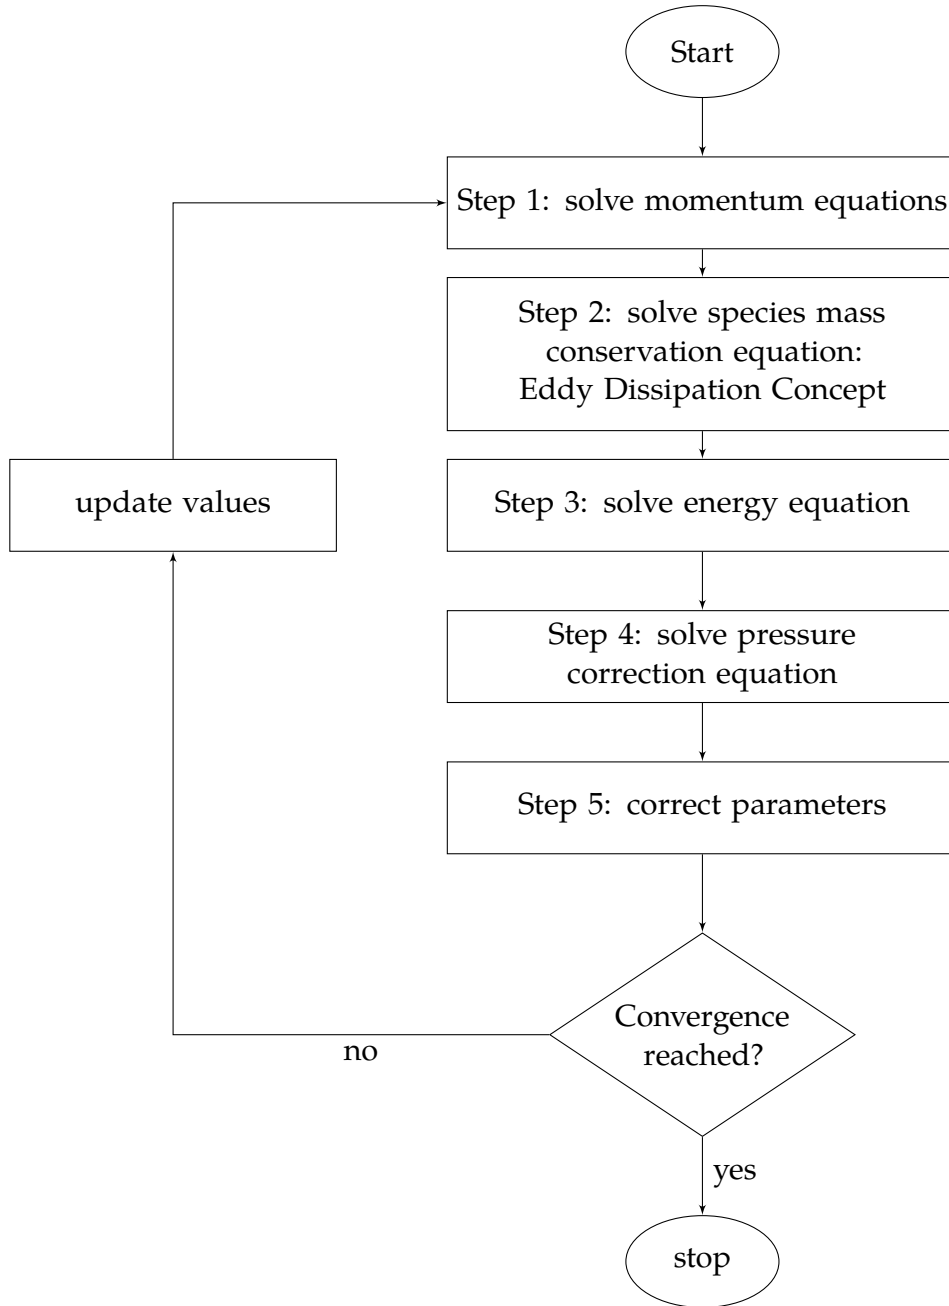 Start
Step 1: solve momentum equations
Step 2: solve species mass
conservation equation:
Eddy Dissipation Concept
update values
Step 3: solve energy equation
Step 4: solve pressure
correction equation
Step 5: correct parameters
Convergence
reached?
no
yes
stop